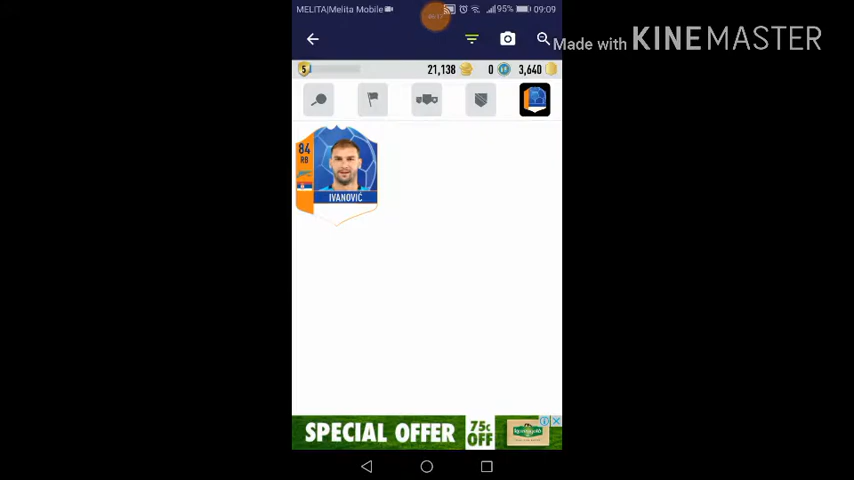 MELITA|Melita Mobile 95% 09:09
Made with KINEMASTER
5 21,138 0 3,640
84
RB
IVANOVIĆ
SPECIAL OFFER 75c OFF